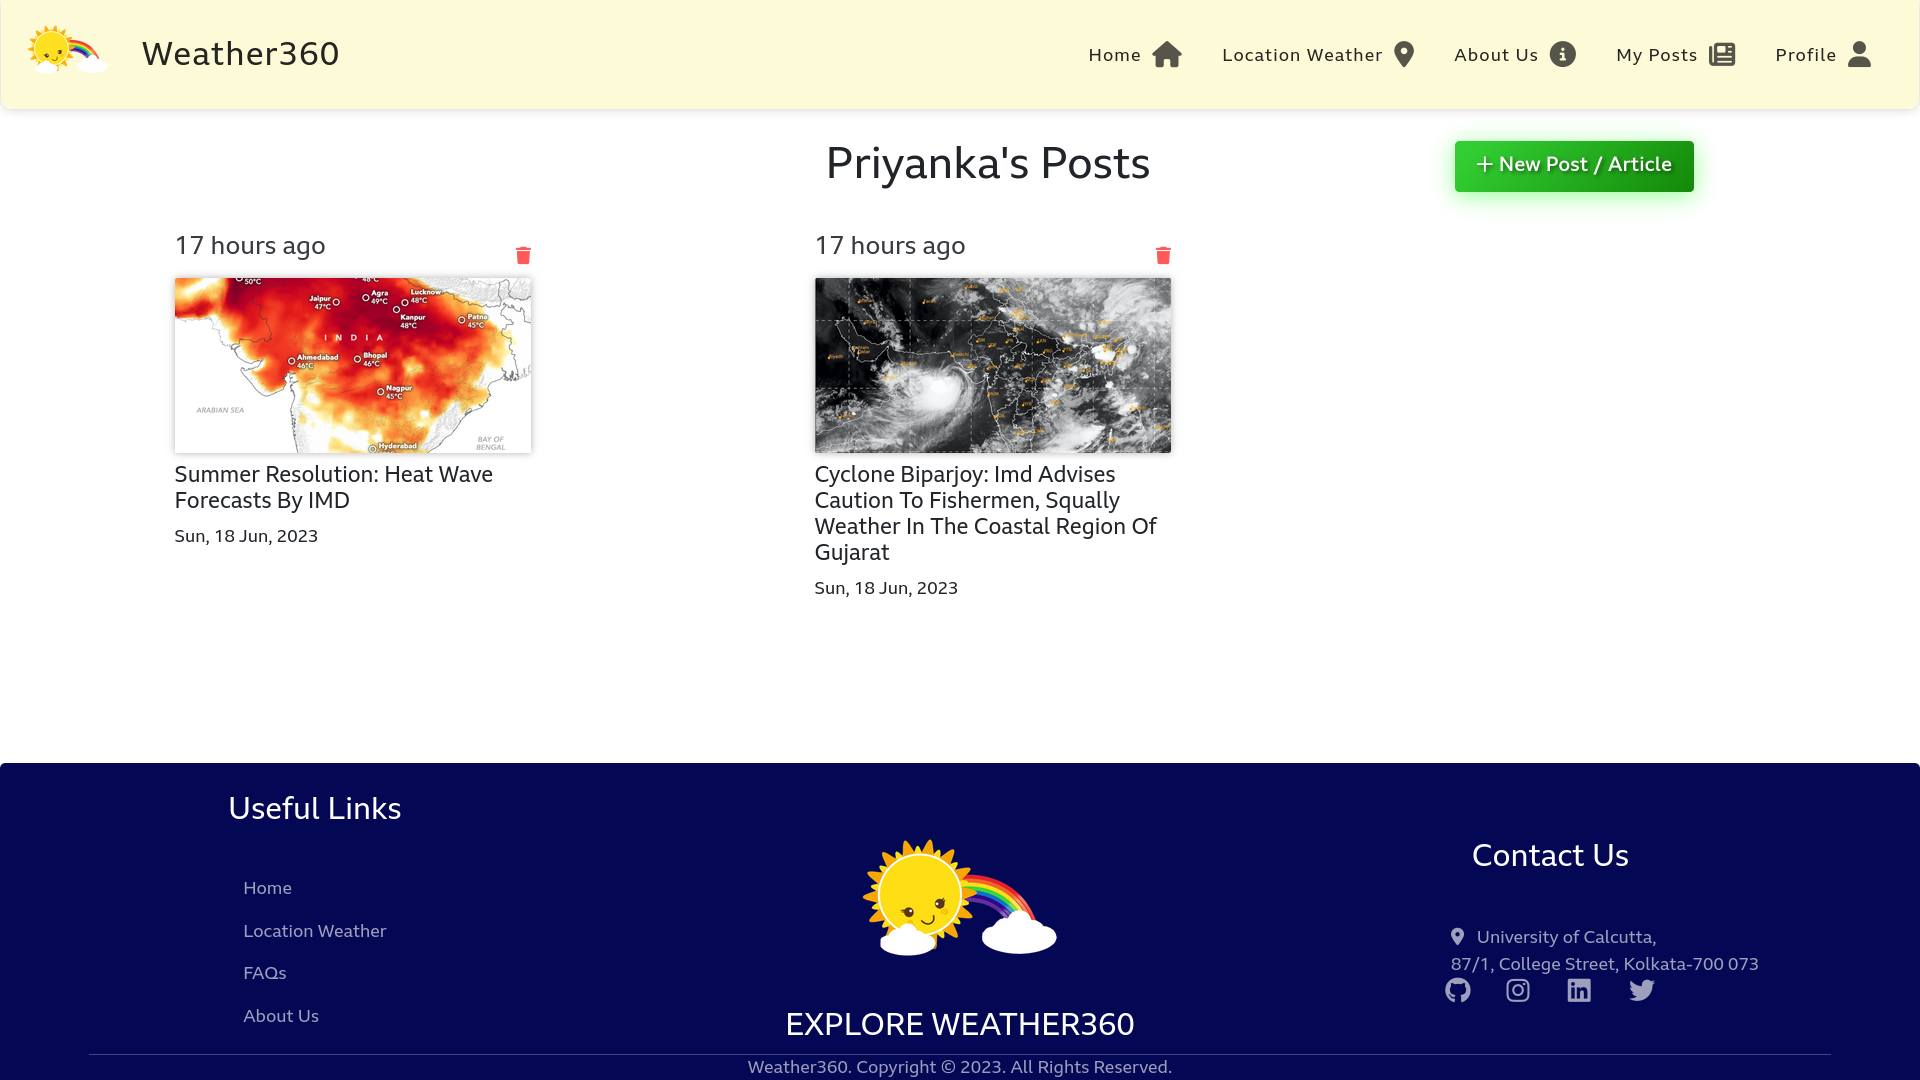 Weather360
Home
Location Weather
About Us
My Posts
Profile
Priyanka's Posts
+ New Post / Article
17 hours ago
50°C
48°C
Jaipur
47°C
Agra
49°C
Lucknow
48°C
Kanpur
48°C
Patna
45°C
INDIA
Ahmedabad
46°C
Bhopal
46°C
Nagpur
45°C
ARABIAN SEA
BAY OF
BENGAL
Hyderabad
Summer Resolution: Heat Wave
Forecasts By IMD
Sun, 18 Jun, 2023
17 hours ago
Cyclone Biparjoy: Imd Advises
Caution To Fishermen, Squally
Weather In The Coastal Region Of
Gujarat
Sun, 18 Jun, 2023
Useful Links
Home
Location Weather
FAQs
About Us
EXPLORE WEATHER360
Contact Us
University of Calcutta,
87/1, College Street, Kolkata-700 073
Weather360. Copyright © 2023. All Rights Reserved.